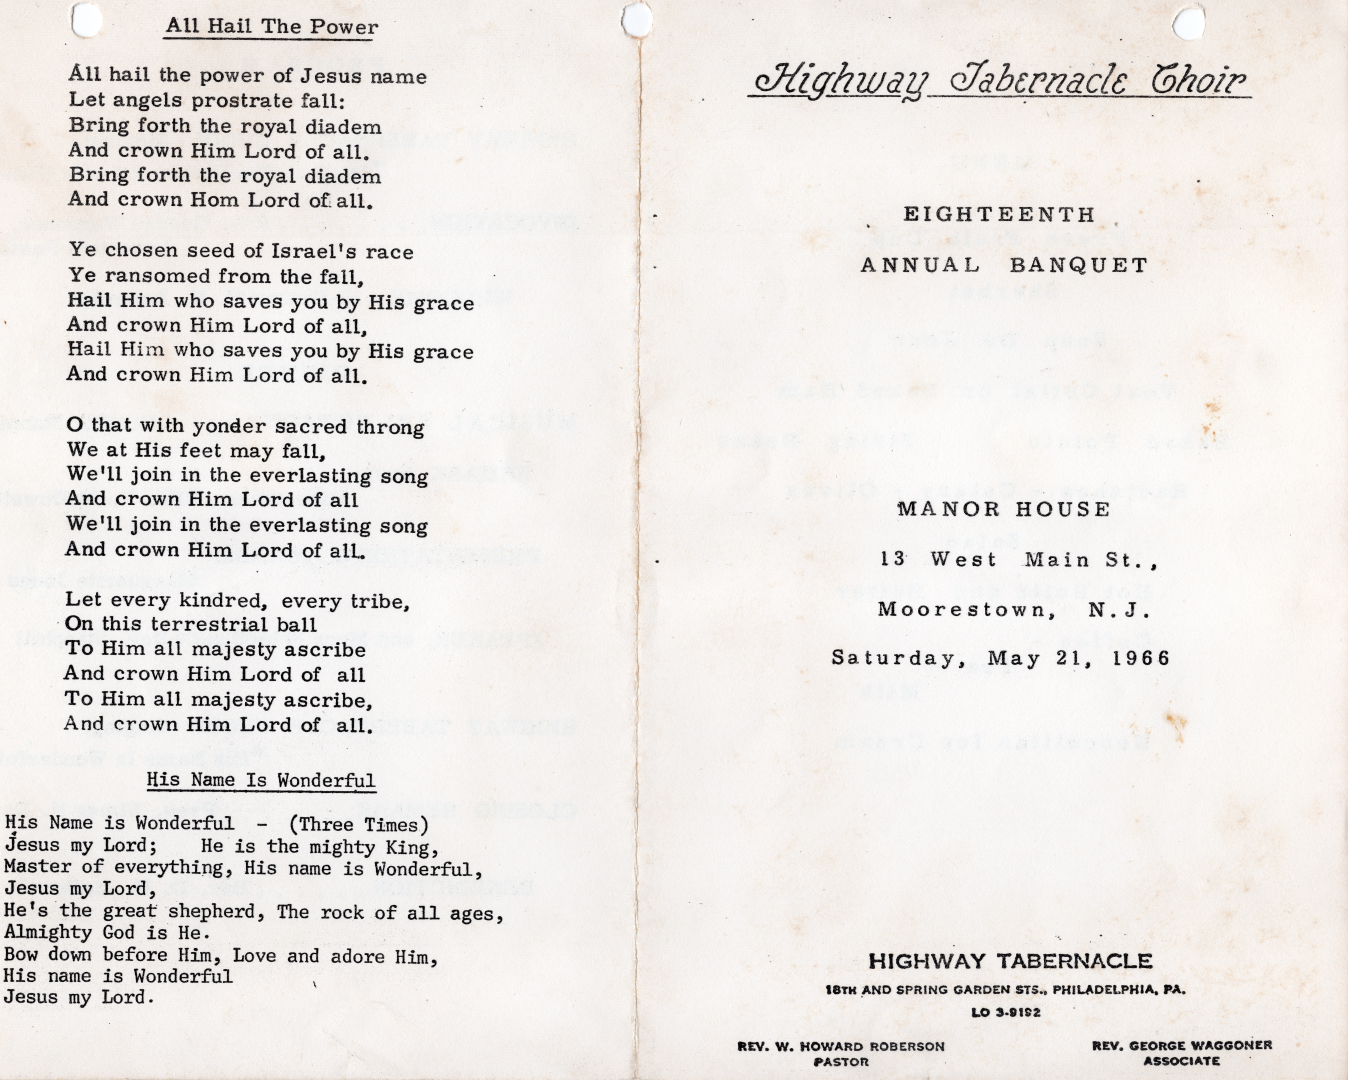 All Hail The Power
All hail the power of Jesus name
Let angels prostrate fall:
Bring forth the royal diadem
And crown Him Lord of all.
Bring forth the royal diadem
And crown Hom Lord of all.
Ye chosen seed of Israel's race
Ye ransomed from the fall,
Hail Him who saves you by His grace
And crown Him Lord of all,
Hail Him who saves you by His grace
And crown Him Lord of all.
O that with yonder sacred throng
We at His feet may fall,
We'll join in the everlasting song
And crown Him Lord of all
We'll join in the everlasting song
And crown Him Lord of all.
Let every kindred, every tribe,
On this terrestrial ball
To Him all majesty ascribe
And crown Him Lord of all
To Him all majesty ascribe,
And crown Him Lord of all.
His Name Is Wonderful
His Name is Wonderful - (Three Times)
Jesus my Lord; He is the mighty King,
Master of everything, His name is Wonderful,
Jesus my Lord,
He's the great shepherd, The rock of all ages,
Almighty God is He.
Bow down before Him, Love and adore Him,
His name is Wonderful
Jesus my Lord.
Highway Tabernacle Choir
EIGHTEENTH
ANNUAL BANQUET
MANOR HOUSE
13 West Main St.,
Moorestown, N.J.
Saturday, May 21, 1966
HIGHWAY TABERNACLE
18TH AND SPRING GARDEN STS., PHILADELPHIA, PA.
LO 3-9192
REV. W. HOWARD ROBERSON
PASTOR
REV. GEORGE WAGGONER
ASSOCIATE